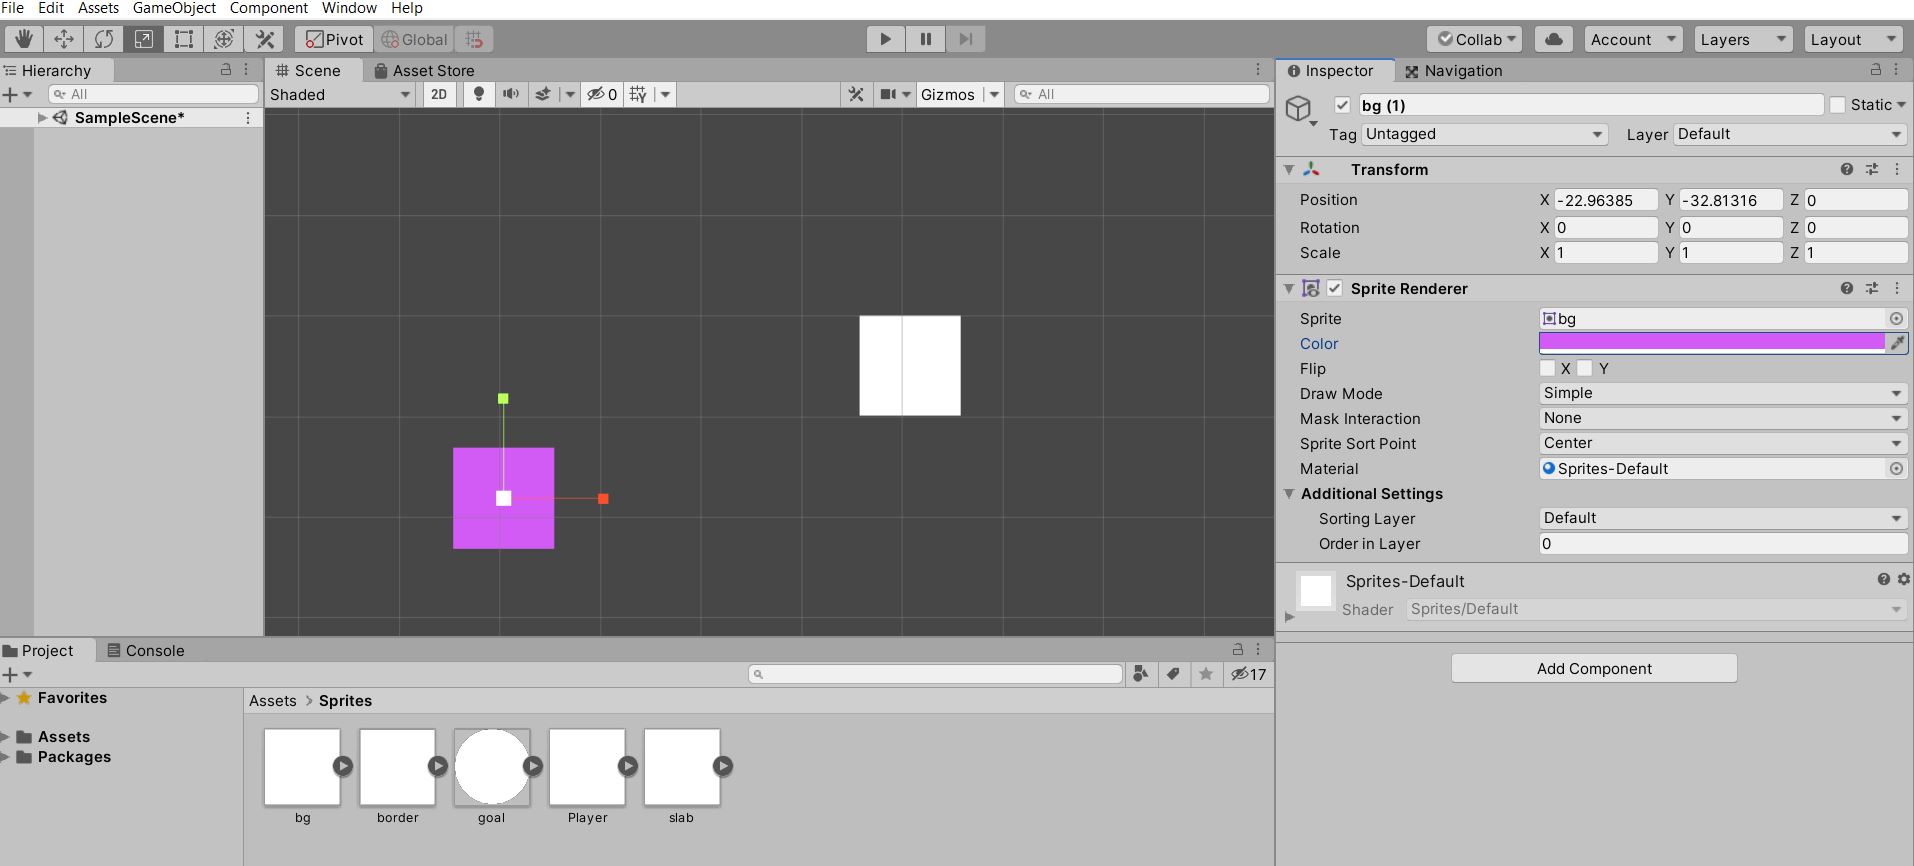 File Edit Assets GameObject Component Window Help
Pivot Global Collab Account Layers Layout
Hierarchy
All
SampleScene*
Scene Asset Store
Shaded 2D 0 Gizmos All
Inspector Navigation
bg (1) Static
Tag Untagged Layer Default
Transform
Position X -22.96385 Y -32.81316 Z 0
Rotation X 0 Y 0 Z 0
Scale X 1 Y 1 Z 1
Sprite Renderer
Sprite bg
Color
Flip X Y
Draw Mode Simple
Mask Interaction None
Sprite Sort Point Center
Material Sprites-Default
Additional Settings
Sorting Layer Default
Order in Layer 0
Sprites-Default
Shader Sprites/Default
Add Component
Project Console
17
Favorites
Assets
Packages
Assets > Sprites
bg border goal Player slab